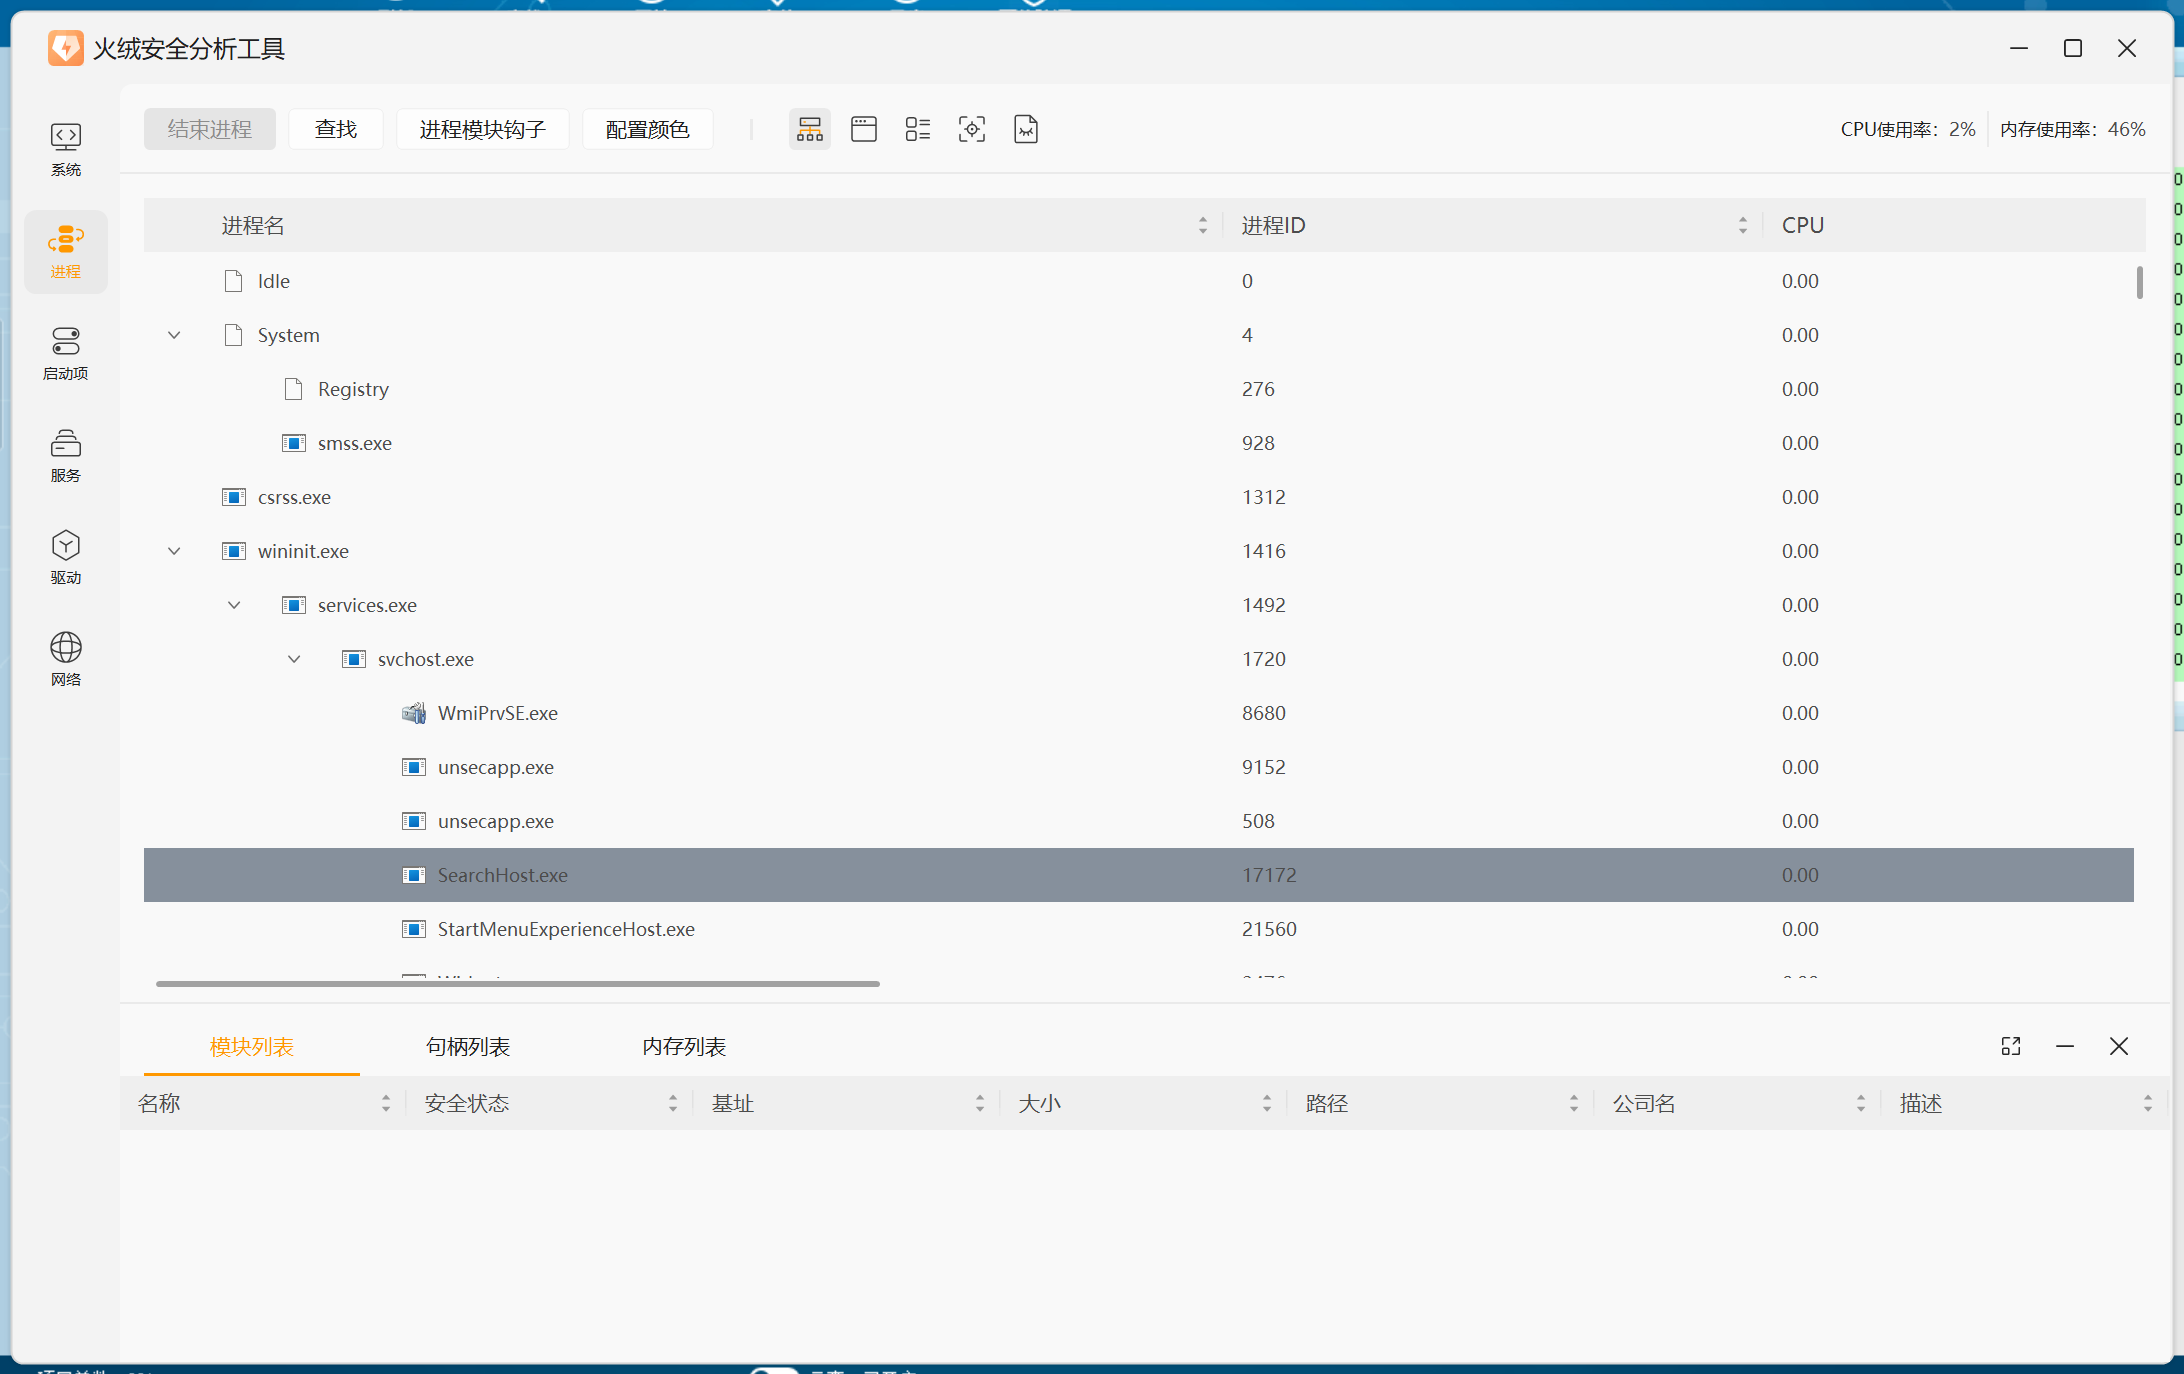 火绒安全分析工具
系统
进程
启动项
服务
驱动
网络
结束进程 查找 进程模块钩子 配置颜色 CPU使用率: 2% 内存使用率: 46%
进程名 进程ID CPU
Idle 0 0.00
System 4 0.00
Registry 276 0.00
smss.exe 928 0.00
csrss.exe 1312 0.00
wininit.exe 1416 0.00
services.exe 1492 0.00
svchost.exe 1720 0.00
WmiPrvSE.exe 8680 0.00
unsecapp.exe 9152 0.00
unsecapp.exe 508 0.00
SearchHost.exe 17172 0.00
StartMenuExperienceHost.exe 21560 0.00
模块列表 句柄列表 内存列表
名称 安全状态 基址 大小 路径 公司名 描述